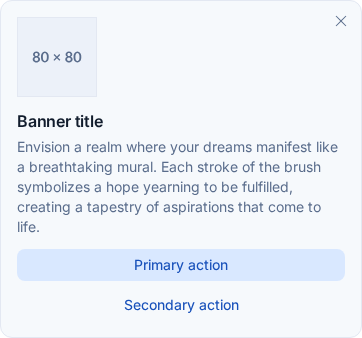 80 × 80
Banner title
Envision a realm where your dreams manifest like
a breathtaking mural. Each stroke of the brush
symbolizes a hope yearning to be fulfilled,
creating a tapestry of aspirations that come to
life.
Primary action
Secondary action